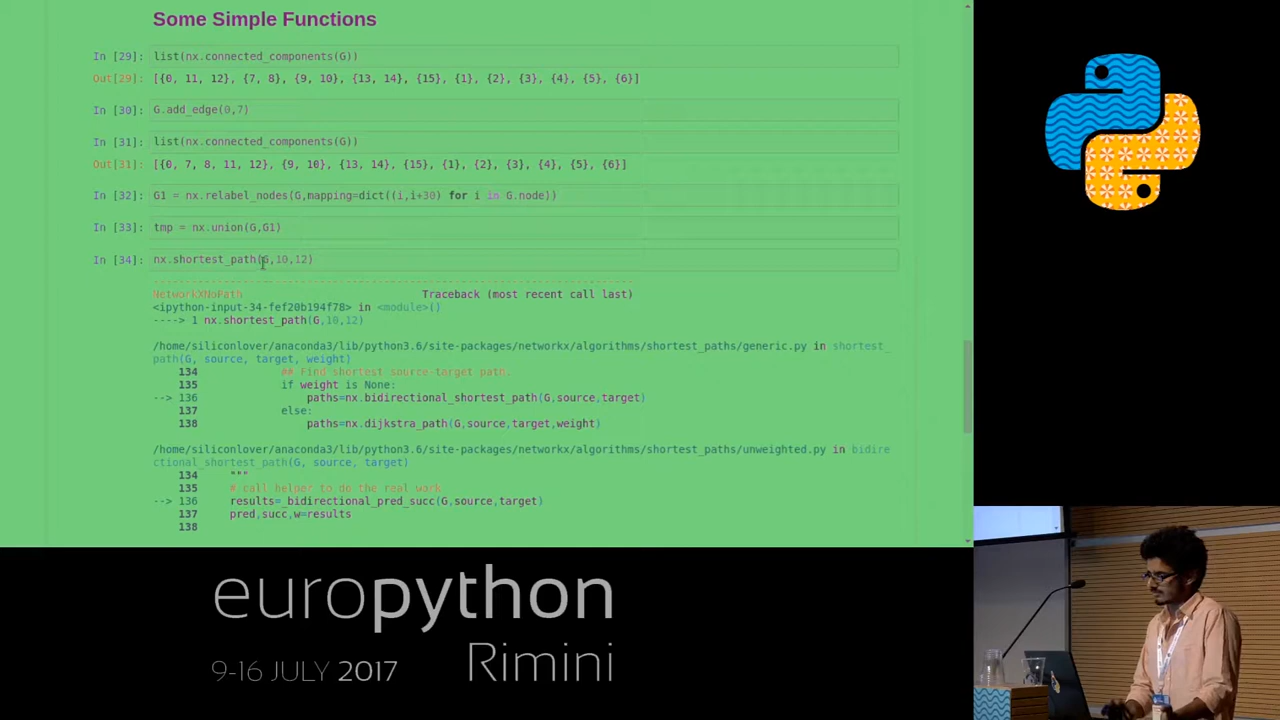 Some Simple Functions
In [29]: list(nx.connected_components(G))
Out[29]: [{0, 11, 12}, {7, 8}, {9, 10}, {13, 14}, {15}, {1}, {2}, {3}, {4}, {5}, {6}]
In [30]: G.add_edge(0,7)
In [31]: list(nx.connected_components(G))
Out[31]: [{0, 7, 8, 11, 12}, {9, 10}, {13, 14}, {15}, {1}, {2}, {3}, {4}, {5}, {6}]
In [32]: G1 = nx.relabel_nodes(G,mapping=dict((i,i+30) for i in G.node))
In [33]: tmp = nx.union(G,G1)
In [34]: nx.shortest_path(G,10,12)
---------------------------------------------------------------------------
NetworkXNoPath Traceback (most recent call last)
<ipython-input-34-fef20b194f78> in <module>()
----> 1 nx.shortest_path(G,10,12)
/home/siliconlover/anaconda3/lib/python3.6/site-packages/networkx/algorithms/shortest_paths/generic.py in shortest_
path(G, source, target, weight)
134 ## Find shortest source-target path.
135 if weight is None:
--> 136 paths=nx.bidirectional_shortest_path(G,source,target)
137 else:
138 paths=nx.dijkstra_path(G,source,target,weight)
/home/siliconlover/anaconda3/lib/python3.6/site-packages/networkx/algorithms/shortest_paths/unweighted.py in bidire
ctional_shortest_path(G, source, target)
134 """
135 # call helper to do the real work
--> 136 results=_bidirectional_pred_succ(G,source,target)
137 pred,succ,w=results
138
europython
9-16 JULY 2017 Rimini